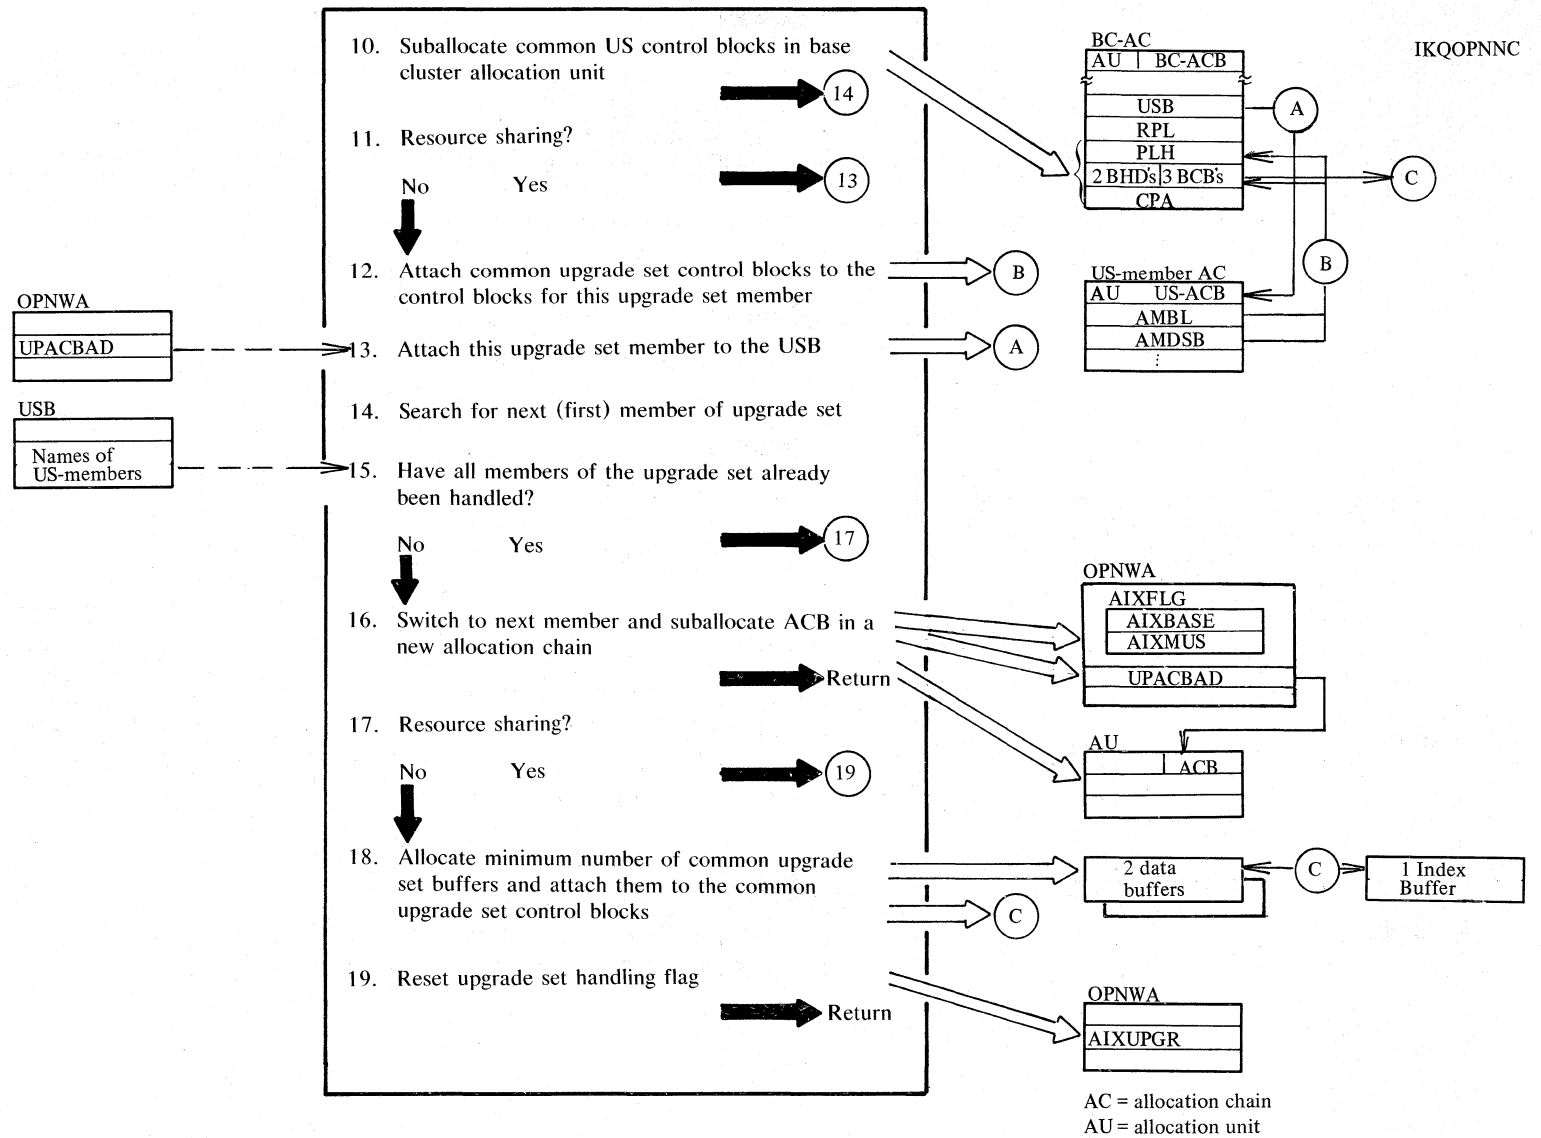 IKQOPNNC
10. Suballocate common US control blocks in base
cluster allocation unit
14
11. Resource sharing?
No Yes
13
12. Attach common upgrade set control blocks to the
control blocks for this upgrade set member
B
13. Attach this upgrade set member to the USB
A
14. Search for next (first) member of upgrade set
15. Have all members of the upgrade set already
been handled?
No Yes
17
16. Switch to next member and suballocate ACB in a
new allocation chain
Return
17. Resource sharing?
No Yes
19
18. Allocate minimum number of common upgrade
set buffers and attach them to the common
upgrade set control blocks
C
19. Reset upgrade set handling flag
Return
OPNWA
UPACBAD
USB
Names of
US-members
BC-AC
AU BC-ACB
USB
A
RPL
PLH
2 BHD's 3 BCB's
C
CPA
B
US-member AC
AU US-ACB
AMBL
AMDSB
OPNWA
AIXFLG
AIXBASE
AIXMUS
UPACBAD
AU
ACB
2 data
buffers
C
1 Index
Buffer
OPNWA
AIXUPGR
AC = allocation chain
AU = allocation unit